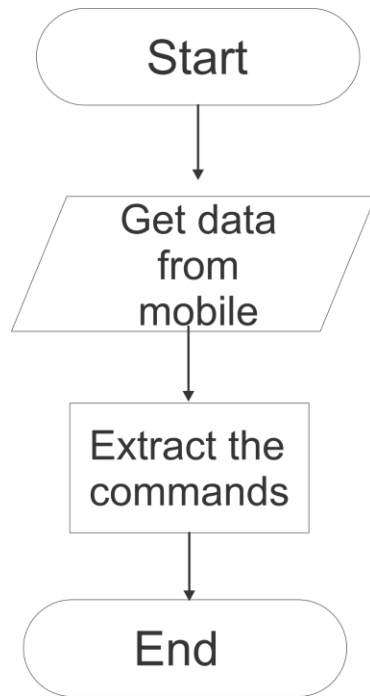 Start
Get data
from
mobile
Extract the
commands
End